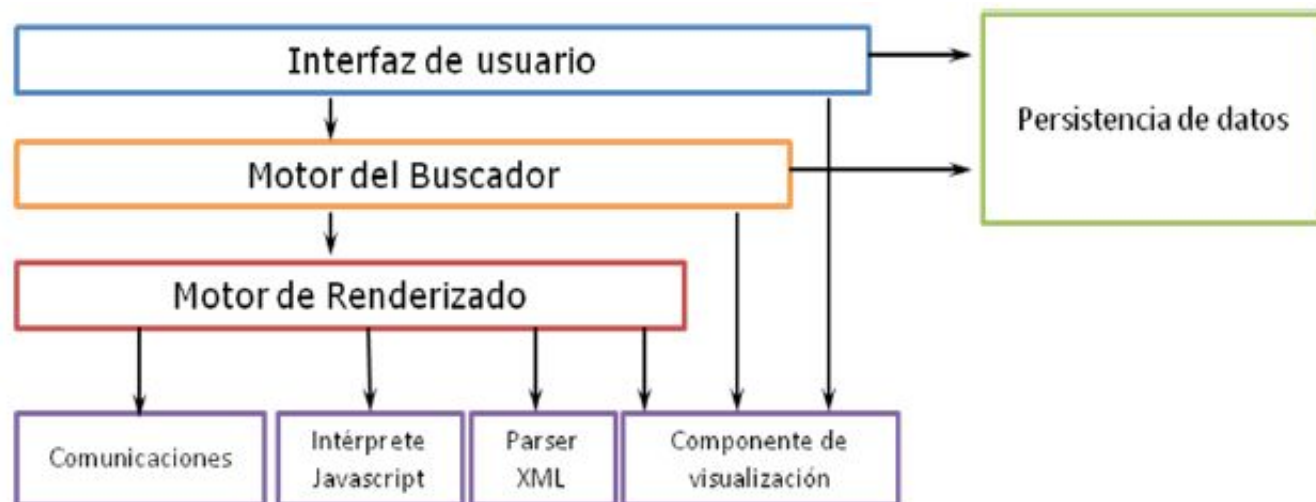 Interfaz de usuario
Persistencia de datos
Motor del Buscador
Motor de Renderizado
Comunicaciones
Intérprete
Javascript
Parser
XML
Componente de
visualización